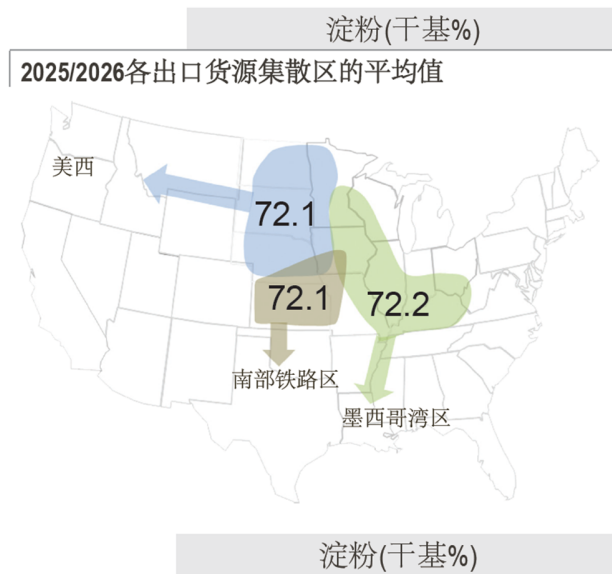 淀粉(干基%)
2025/2026各出口货源集散区的平均值
美西
72.1
72.1
72.2
南部铁路区
墨西哥湾区
淀粉(干基%)